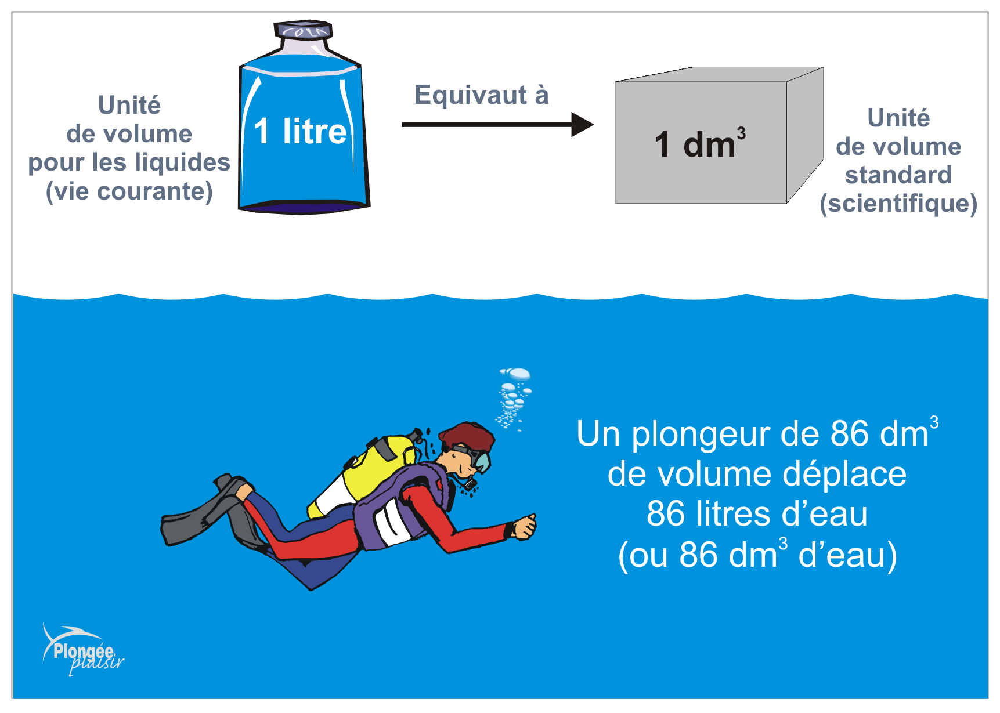 COLA
Unité
de volume
pour les liquides
(vie courante)
1 litre
Equivaut à
1 dm³
Unité
de volume
standard
(scientifique)
Un plongeur de 86 dm³
de volume déplace
86 litres d’eau
(ou 86 dm³ d’eau)
Plongée
plaisir